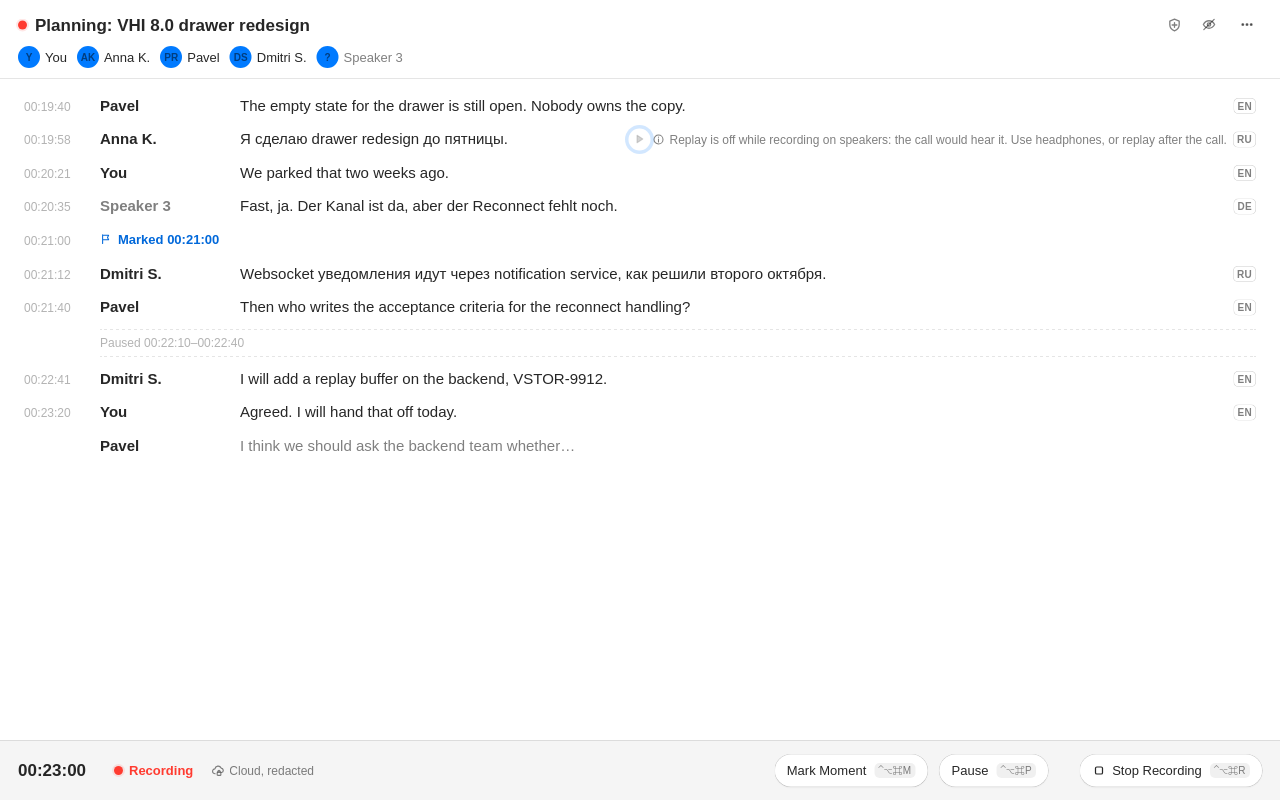 Planning: VHI 8.0 drawer redesign
Y You AK Anna K. PR Pavel DS Dmitri S. ? Speaker 3
00:19:40 Pavel The empty state for the drawer is still open. Nobody owns the copy. EN
00:19:58 Anna K. Я сделаю drawer redesign до пятницы. Replay is off while recording on speakers: the call would hear it. Use headphones, or replay after the call. RU
00:20:21 You We parked that two weeks ago. EN
00:20:35 Speaker 3 Fast, ja. Der Kanal ist da, aber der Reconnect fehlt noch. DE
00:21:00 Marked 00:21:00
00:21:12 Dmitri S. Websocket уведомления идут через notification service, как решили второго октября. RU
00:21:40 Pavel Then who writes the acceptance criteria for the reconnect handling? EN
Paused 00:22:10–00:22:40
00:22:41 Dmitri S. I will add a replay buffer on the backend, VSTOR-9912. EN
00:23:20 You Agreed. I will hand that off today. EN
Pavel I think we should ask the backend team whether…
00:23:00 Recording Cloud, redacted Mark Moment ^⌥⌘M Pause ^⌥⌘P Stop Recording ^⌥⌘R